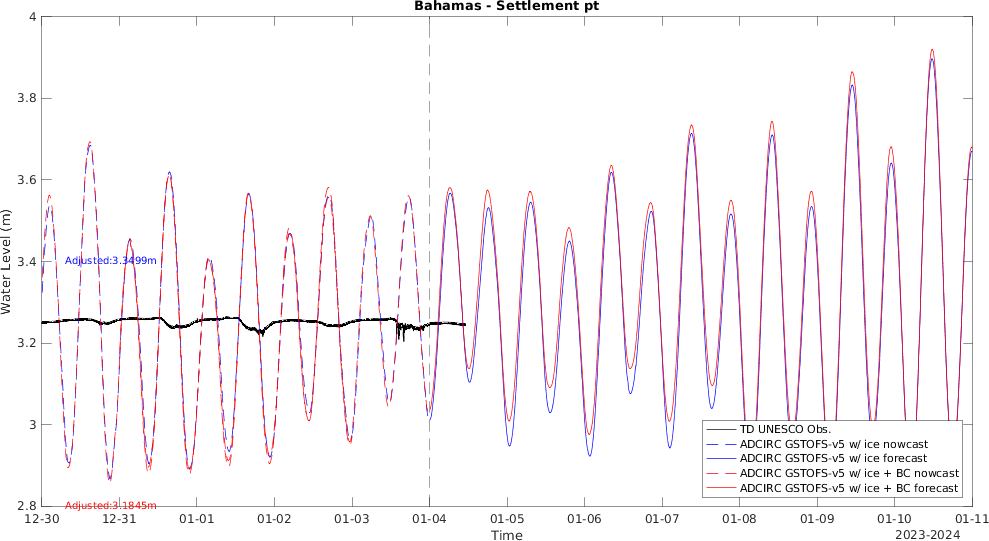 Bahamas - Settlement pt
4
3.8
3.6
3.4
3.2
3
2.8
Water Level (m)
Adjusted:3.3499m
Adjusted:3.1845m
TD UNESCO Obs.
ADCIRC GSTOFS-v5 w/ ice nowcast
ADCIRC GSTOFS-v5 w/ ice forecast
ADCIRC GSTOFS-v5 w/ ice + BC nowcast
ADCIRC GSTOFS-v5 w/ ice + BC forecast
12-30 12-31 01-01 01-02 01-03 01-04 01-05 01-06 01-07 01-08 01-09 01-10 01-11
Time
2023-2024